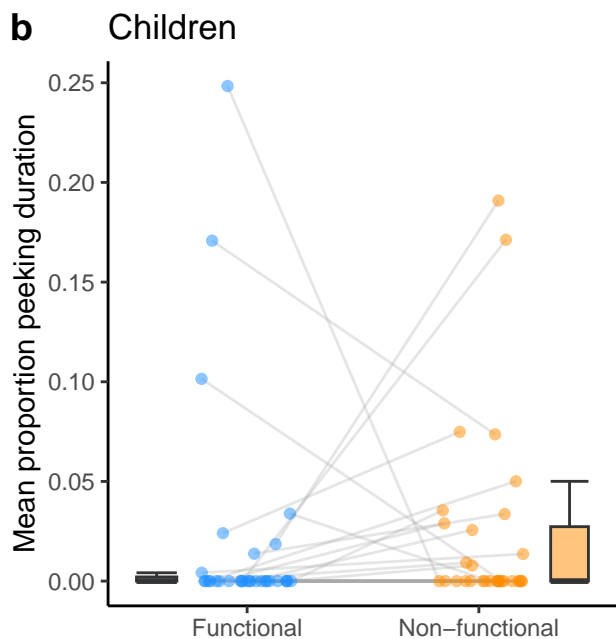 b Children
Mean proportion peeking duration
0.25
0.20
0.15
0.10
0.05
0.00
Functional Non−functional